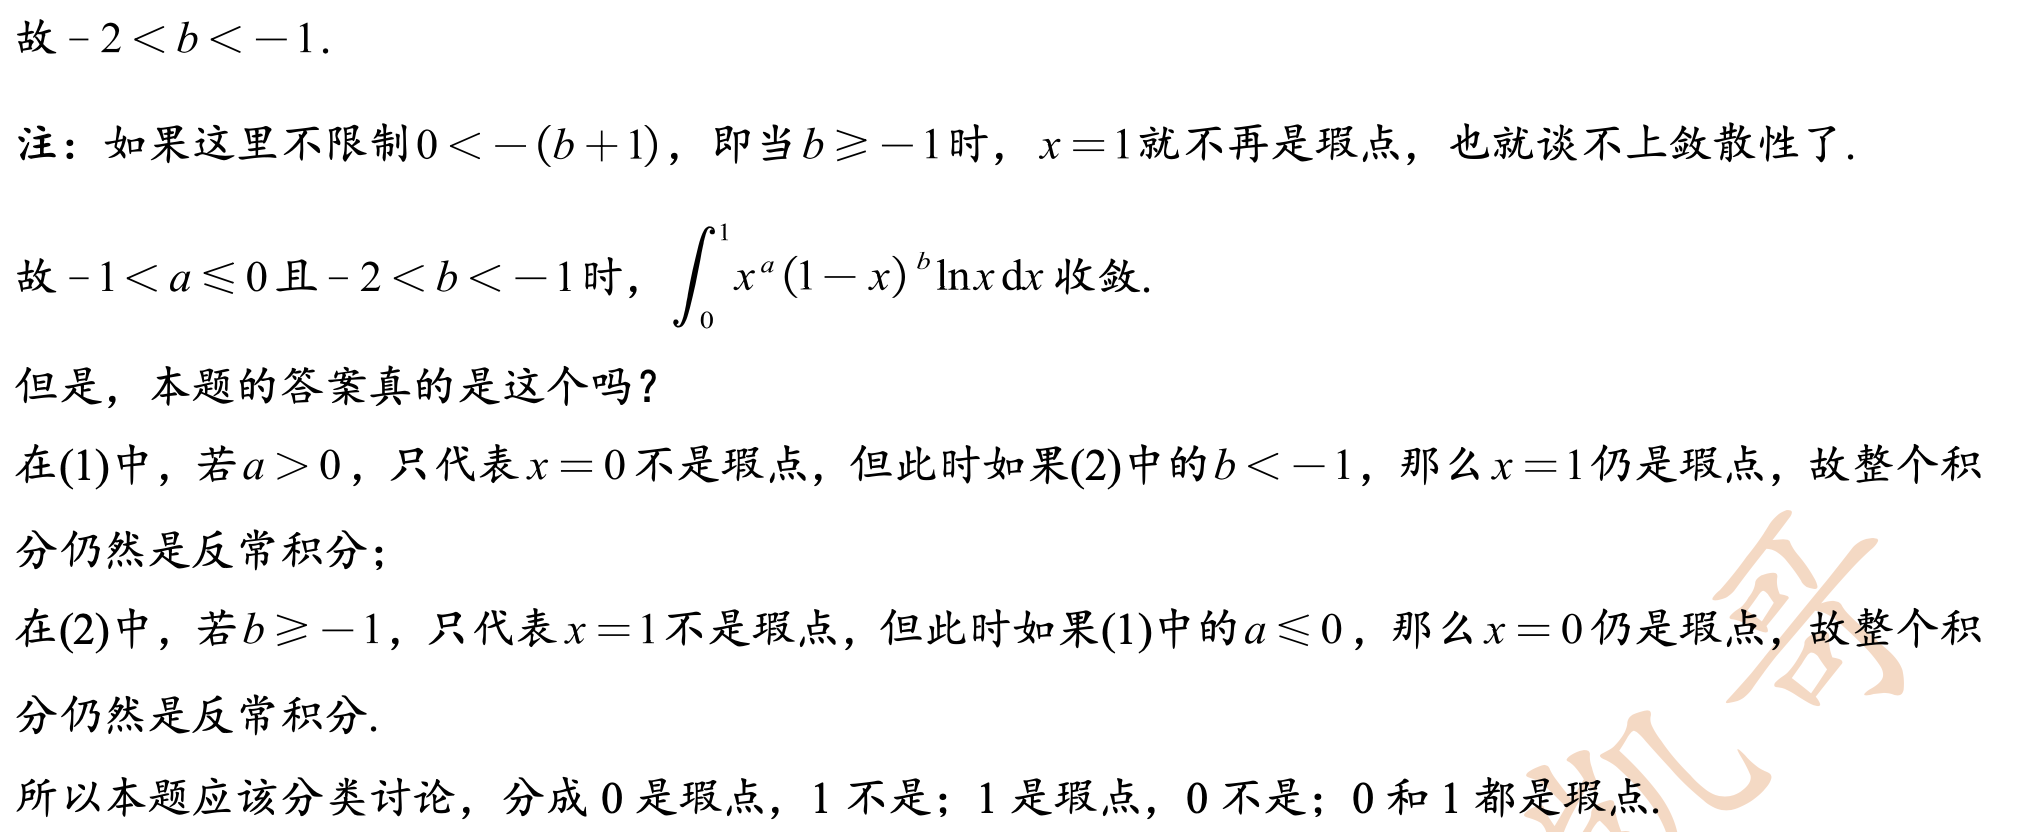 故 -2 < b < -1.
注：如果这里不限制 0 < -(b+1)，即当 b ⩾ -1 时，x = 1 就不再是瑕点，也就谈不上敛散性了.
故 -1 < a ⩽ 0 且 -2 < b < -1 时，∫₀¹ xᵃ(1-x)ᵇ lnx dx 收敛.
但是，本题的答案真的是这个吗？
在(1)中，若 a > 0，只代表 x = 0 不是瑕点，但此时如果(2)中的 b < -1，那么 x = 1 仍是瑕点，故整个积
分仍然是反常积分；
在(2)中，若 b ⩾ -1，只代表 x = 1 不是瑕点，但此时如果(1)中的 a ⩽ 0，那么 x = 0 仍是瑕点，故整个积
分仍然是反常积分.
所以本题应该分类讨论，分成 0 是瑕点，1 不是；1 是瑕点，0 不是；0 和 1 都是瑕点.
凯哥